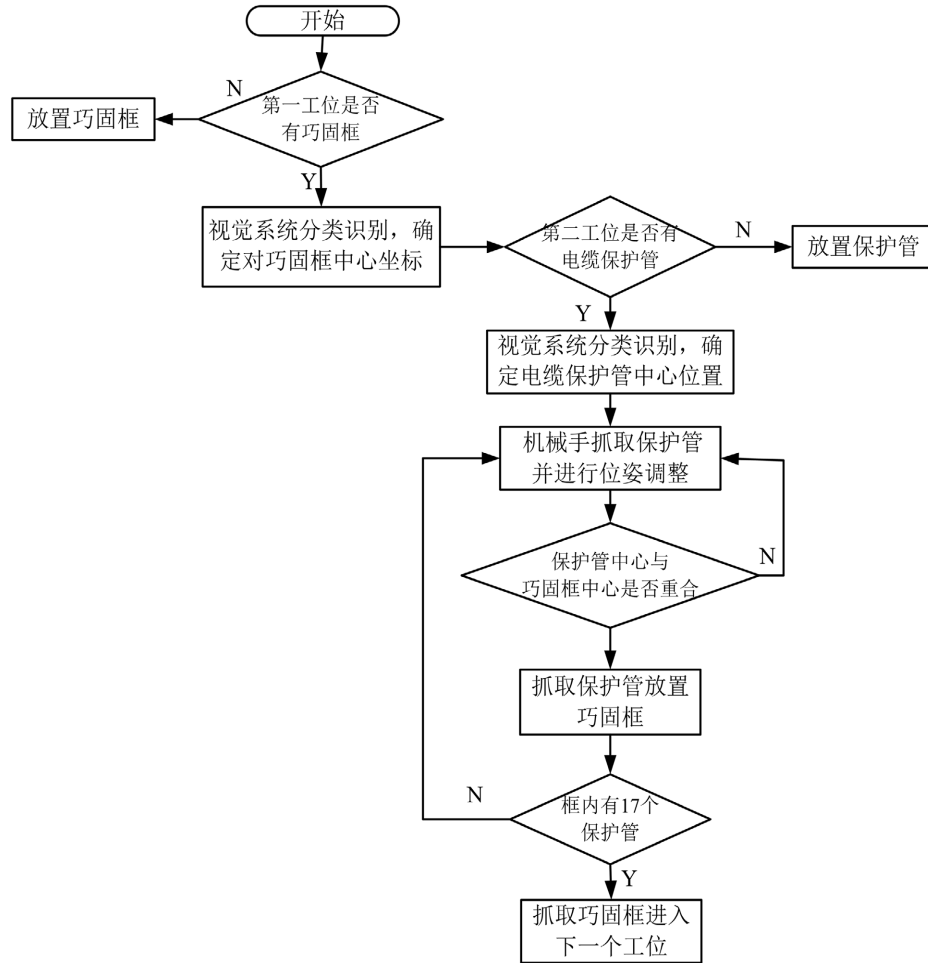 开始
N
第一工位是否
有巧固框
放置巧固框
Y
视觉系统分类识别，确
定对巧固框中心坐标
第二工位是否有
电缆保护管
N
放置保护管
Y
视觉系统分类识别，确
定电缆保护管中心位置
机械手抓取保护管
并进行位姿调整
保护管中心与
巧固框中心是否重合
N
抓取保护管放置
巧固框
N
框内有17个
保护管
Y
抓取巧固框进入
下一个工位